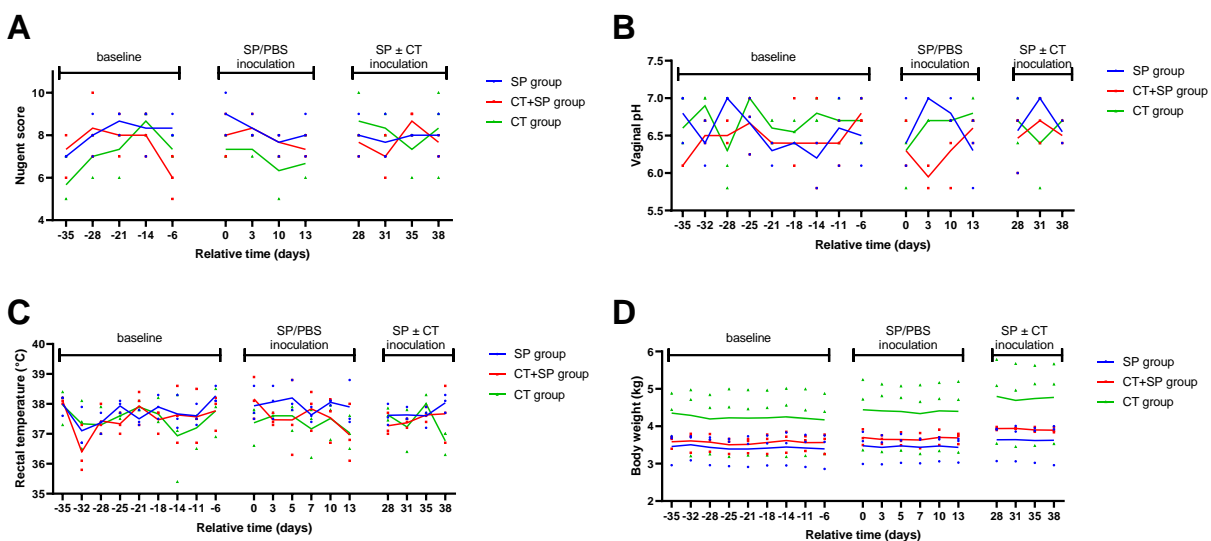 A
baseline
SP/PBS
inoculation
SP ± CT
inoculation
SP group
CT+SP group
CT group
Nugent score
10
8
6
4
-35 -28 -21 -14 -6 0 3 10 13 28 31 35 38
Relative time (days)
B
baseline
SP/PBS
inoculation
SP ± CT
inoculation
SP group
CT+SP group
CT group
Vaginal pH
7.5
7.0
6.5
6.0
5.5
-35 -32 -28 -25 -21 -18 -14 -11 -6 0 3 10 13 28 31 35 38
Relative time (days)
C
baseline
SP/PBS
inoculation
SP ± CT
inoculation
SP group
CT+SP group
CT group
Rectal temperature (°C)
40
39
38
37
36
35
-35 -32 -28 -25 -21 -18 -14 -11 -6 0 3 5 7 10 13 28 31 35 38
Relative time (days)
D
baseline
SP/PBS
inoculation
SP ± CT
inoculation
SP group
CT+SP group
CT group
Body weight (kg)
6
5
4
3
2
-35 -32 -28 -25 -21 -18 -14 -11 -6 0 3 5 7 10 13 28 31 35 38
Relative time (days)